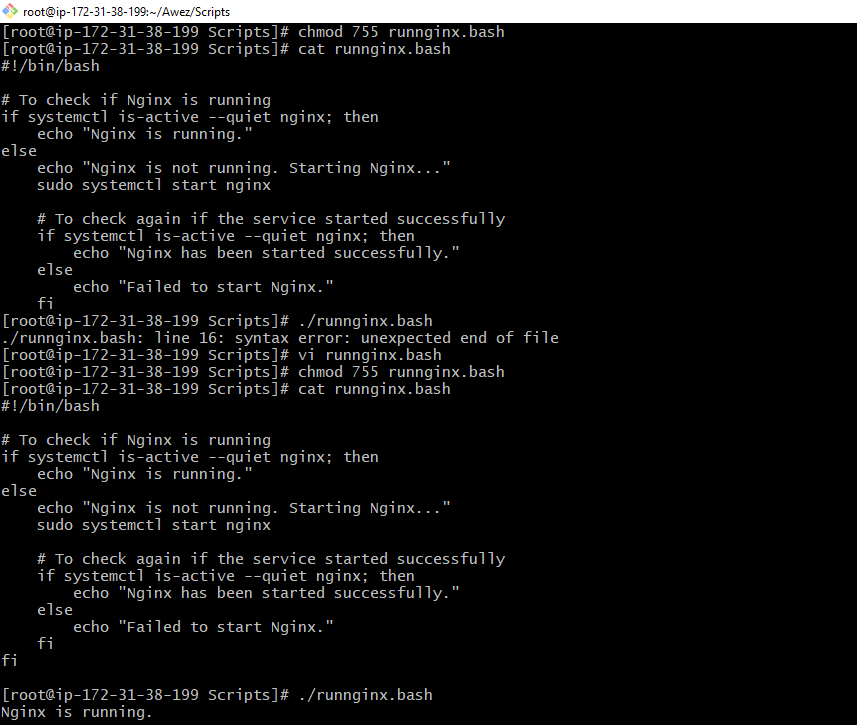 root@ip-172-31-38-199:~/Awez/Scripts
[root@ip-172-31-38-199 Scripts]# chmod 755 runnginx.bash
[root@ip-172-31-38-199 Scripts]# cat runnginx.bash
#!/bin/bash

# To check if Nginx is running
if systemctl is-active --quiet nginx; then
    echo "Nginx is running."
else
    echo "Nginx is not running. Starting Nginx..."
    sudo systemctl start nginx

    # To check again if the service started successfully
    if systemctl is-active --quiet nginx; then
        echo "Nginx has been started successfully."
    else
        echo "Failed to start Nginx."
    fi
[root@ip-172-31-38-199 Scripts]# ./runnginx.bash
./runnginx.bash: line 16: syntax error: unexpected end of file
[root@ip-172-31-38-199 Scripts]# vi runnginx.bash
[root@ip-172-31-38-199 Scripts]# chmod 755 runnginx.bash
[root@ip-172-31-38-199 Scripts]# cat runnginx.bash
#!/bin/bash

# To check if Nginx is running
if systemctl is-active --quiet nginx; then
    echo "Nginx is running."
else
    echo "Nginx is not running. Starting Nginx..."
    sudo systemctl start nginx

    # To check again if the service started successfully
    if systemctl is-active --quiet nginx; then
        echo "Nginx has been started successfully."
    else
        echo "Failed to start Nginx."
    fi
fi

[root@ip-172-31-38-199 Scripts]# ./runnginx.bash
Nginx is running.